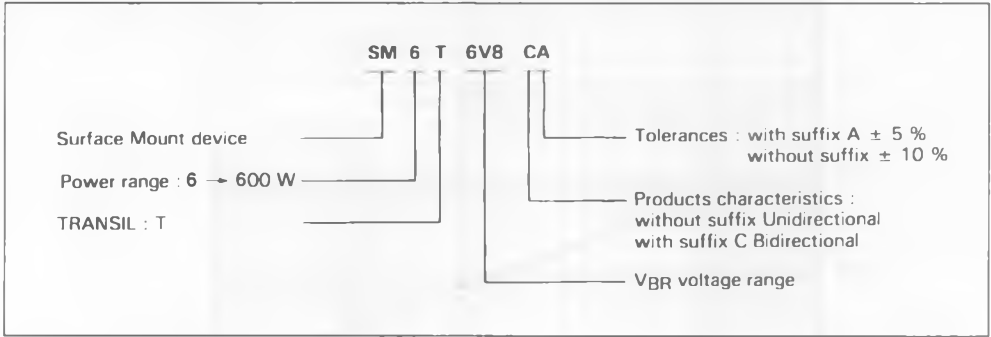 SM 6 T 6V8 CA
Surface Mount device
Power range : 6 → 600 W
TRANSIL : T
Tolerances : with suffix A ± 5 %
without suffix ± 10 %
Products characteristics :
without suffix Unidirectional
with suffix C Bidirectional
VBR voltage range